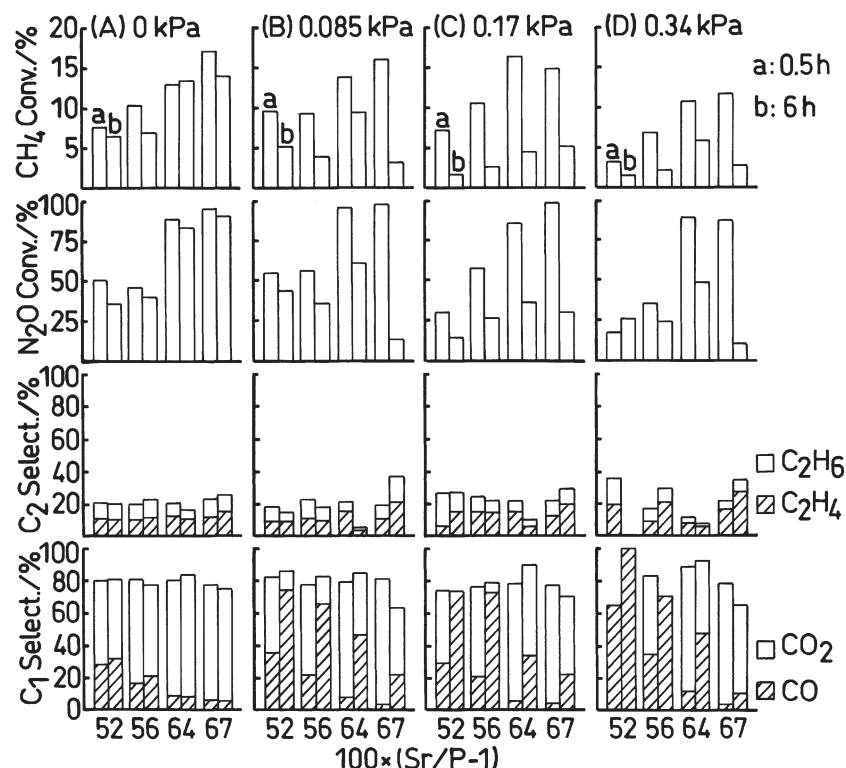 (A) 0 kPa (B) 0.085 kPa (C) 0.17 kPa (D) 0.34 kPa
CH4 Conv./%
20
15
10
5
a b
a b
a b
a b
a: 0.5h
b: 6h
N2O Conv./%
100
75
50
25
C2 Select./%
100
80
60
40
20
C2H6
C2H4
C1 Select./%
100
80
60
40
20
0
CO2
CO
52 56 64 67 52 56 64 67 52 56 64 67 52 56 64 67
100×(Sr/P-1)